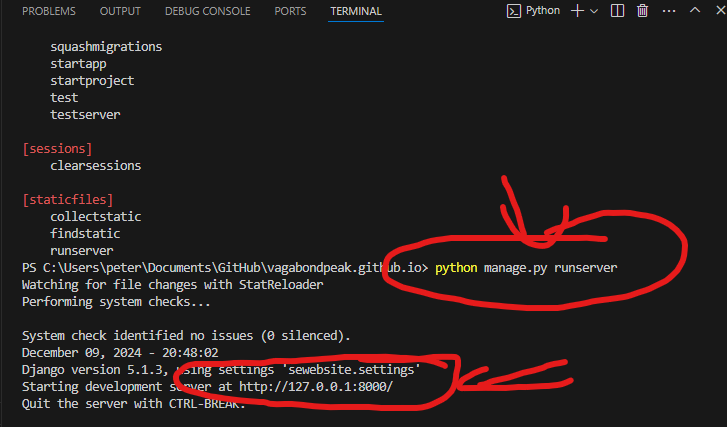 PROBLEMS OUTPUT DEBUG CONSOLE PORTS TERMINAL Python
squashmigrations
startapp
startproject
test
testserver
[sessions]
clearsessions
[staticfiles]
collectstatic
findstatic
runserver
PS C:\Users\peter\Documents\GitHub\vagabondpeak.github.io> python manage.py runserver
Watching for file changes with StatReloader
Performing system checks...
System check identified no issues (0 silenced).
December 09, 2024 - 20:48:02
Django version 5.1.3, using settings 'sewebsite.settings'
Starting development server at http://127.0.0.1:8000/
Quit the server with CTRL-BREAK.